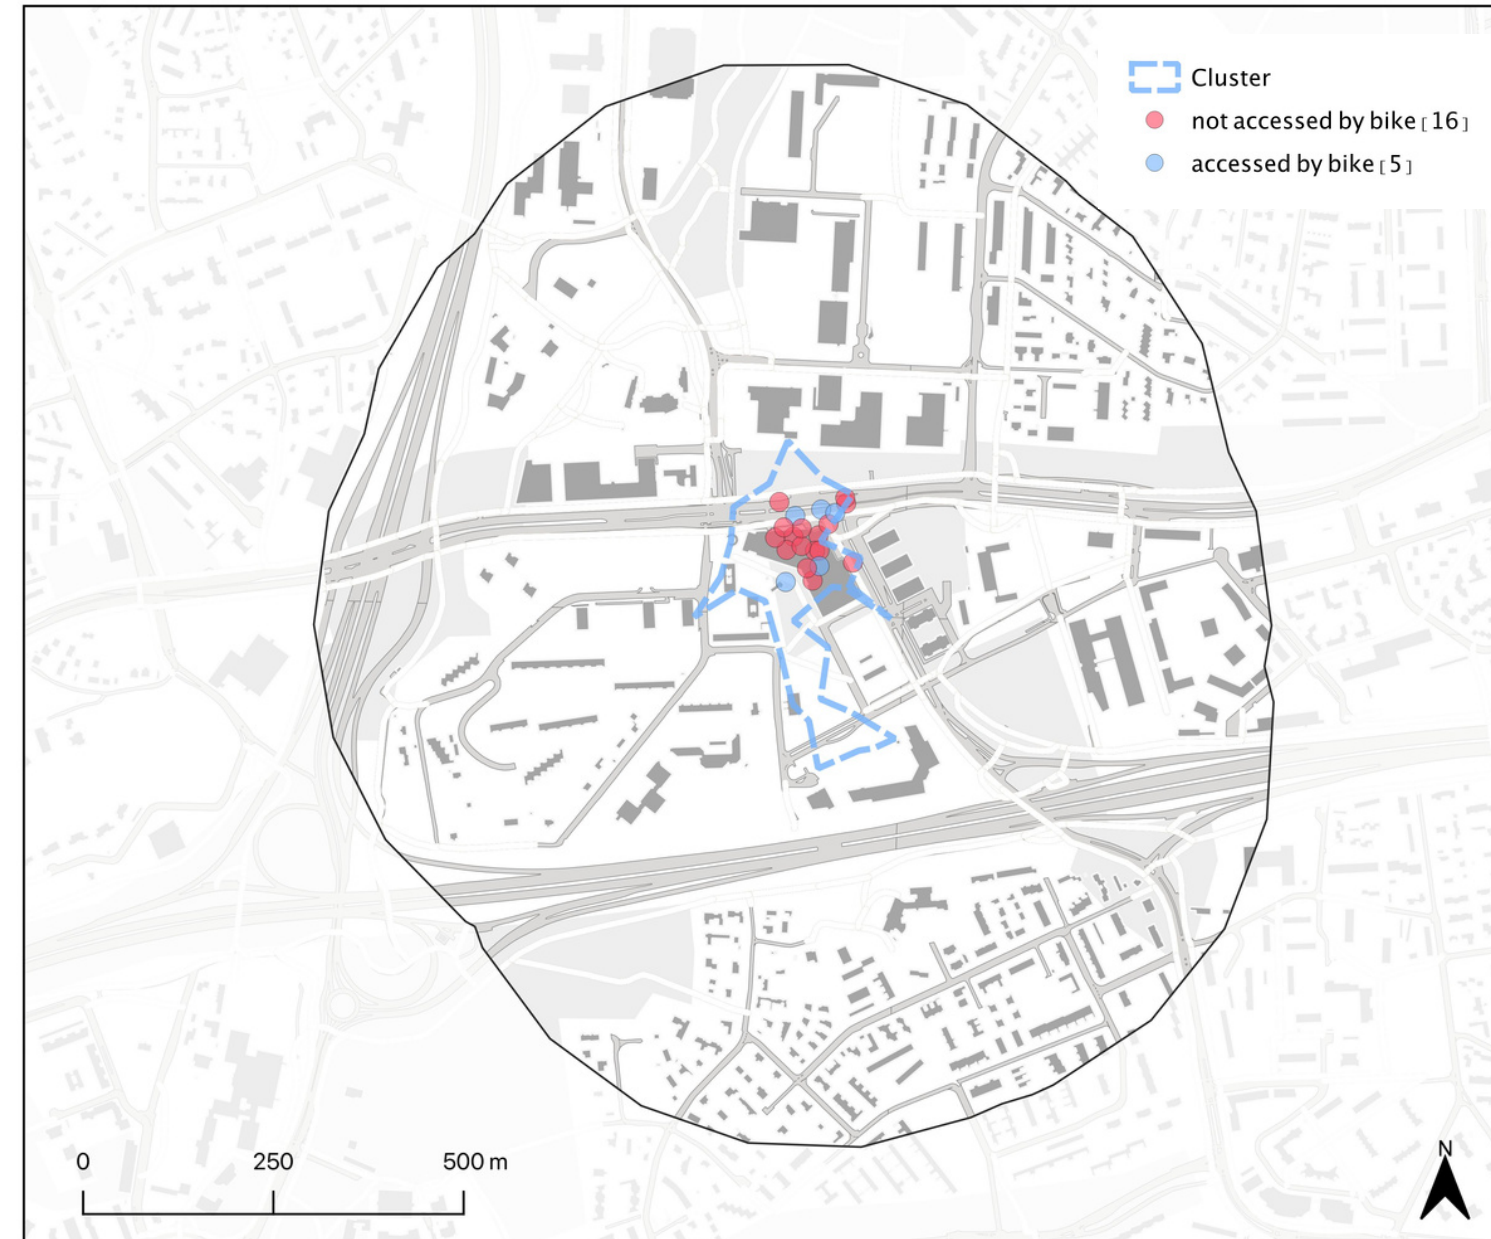 Cluster
not accessed by bike [16]
accessed by bike [5]
0 250 500 m
N